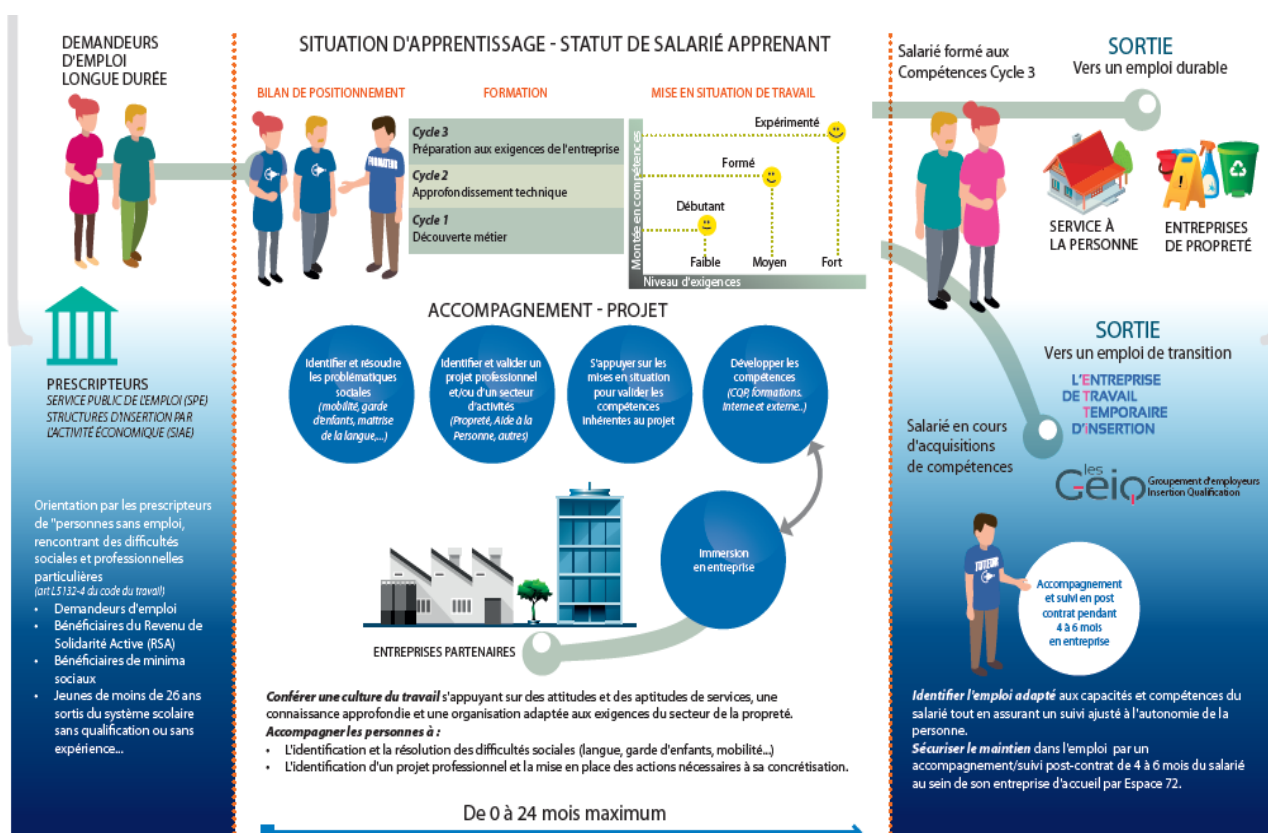 DEMANDEURS
D'EMPLOI
LONGUE DURÉE
PRESCRIPTEURS
SERVICE PUBLIC DE L'EMPLOI (SPE)
STRUCTURES D'INSERTION PAR
L'ACTIVITÉ ÉCONOMIQUE (SIAE)
Orientation par les prescripteurs
de "personnes sans emploi,
rencontrant des difficultés
sociales et professionnelles
particulières
(art L5132-4 du code du travail)
• Demandeurs d'emploi
• Bénéficiaires du Revenu de
Solidarité Active (RSA)
• Bénéficiaires de minima
sociaux
• Jeunes de moins de 26 ans
sortis du système scolaire
sans qualification ou sans
expérience...
SITUATION D'APPRENTISSAGE - STATUT DE SALARIÉ APPRENANT
BILAN DE POSITIONNEMENT
FORMATION
MISE EN SITUATION DE TRAVAIL
FORMATEUR
Cycle 3
Préparation aux exigences de l'entreprise
Cycle 2
Approfondissement technique
Cycle 1
Découverte métier
Montée en compétences
Expérimenté
Formé
Débutant
Faible Moyen Fort
Niveau d'exigences
ACCOMPAGNEMENT - PROJET
Identifier et résoudre
les problématiques
sociales
(mobilité, garde
d'enfants, maîtrise
de la langue,...)
Identifier et valider un
projet professionnel
et/ou d'un secteur
d'activités
(Propreté, Aide à la
Personne, autres)
S'appuyer sur les
mises en situation
pour valider les
compétences
inhérentes au projet
Développer les
compétences
(CQP, formations.
Interne et externe..)
Immersion
en entreprise
ENTREPRISES PARTENAIRES
Conférer une culture du travail s'appuyant sur des attitudes et des aptitudes de services, une
connaissance approfondie et une organisation adaptée aux exigences du secteur de la propreté.
Accompagner les personnes à :
• L'identification et la résolution des difficultés sociales (langue, garde d'enfants, mobilité...)
• L'identification d'un projet professionnel et la mise en place des actions nécessaires à sa concrétisation.
De 0 à 24 mois maximum
Salarié formé aux
Compétences Cycle 3
SORTIE
Vers un emploi durable
SERVICE À
LA PERSONNE
ENTREPRISES
DE PROPRETÉ
SORTIE
Vers un emploi de transition
L'ENTREPRISE
DE TRAVAIL
TEMPORAIRE
D'iNSERTION
Salarié en cours
d'acquisitions
de compétences
les
Geiq
Groupement d'employeurs
Insertion Qualification
TUTEUR
Accompagnement
et suivi en post
contrat pendant
4 à 6 mois
en entreprise
Identifier l'emploi adapté aux capacités et compétences du
salarié tout en assurant un suivi ajusté à l'autonomie de la
personne.
Sécuriser le maintien dans l'emploi par un
accompagnement/suivi post-contrat de 4 à 6 mois du salarié
au sein de son entreprise d'accueil par Espace 72.